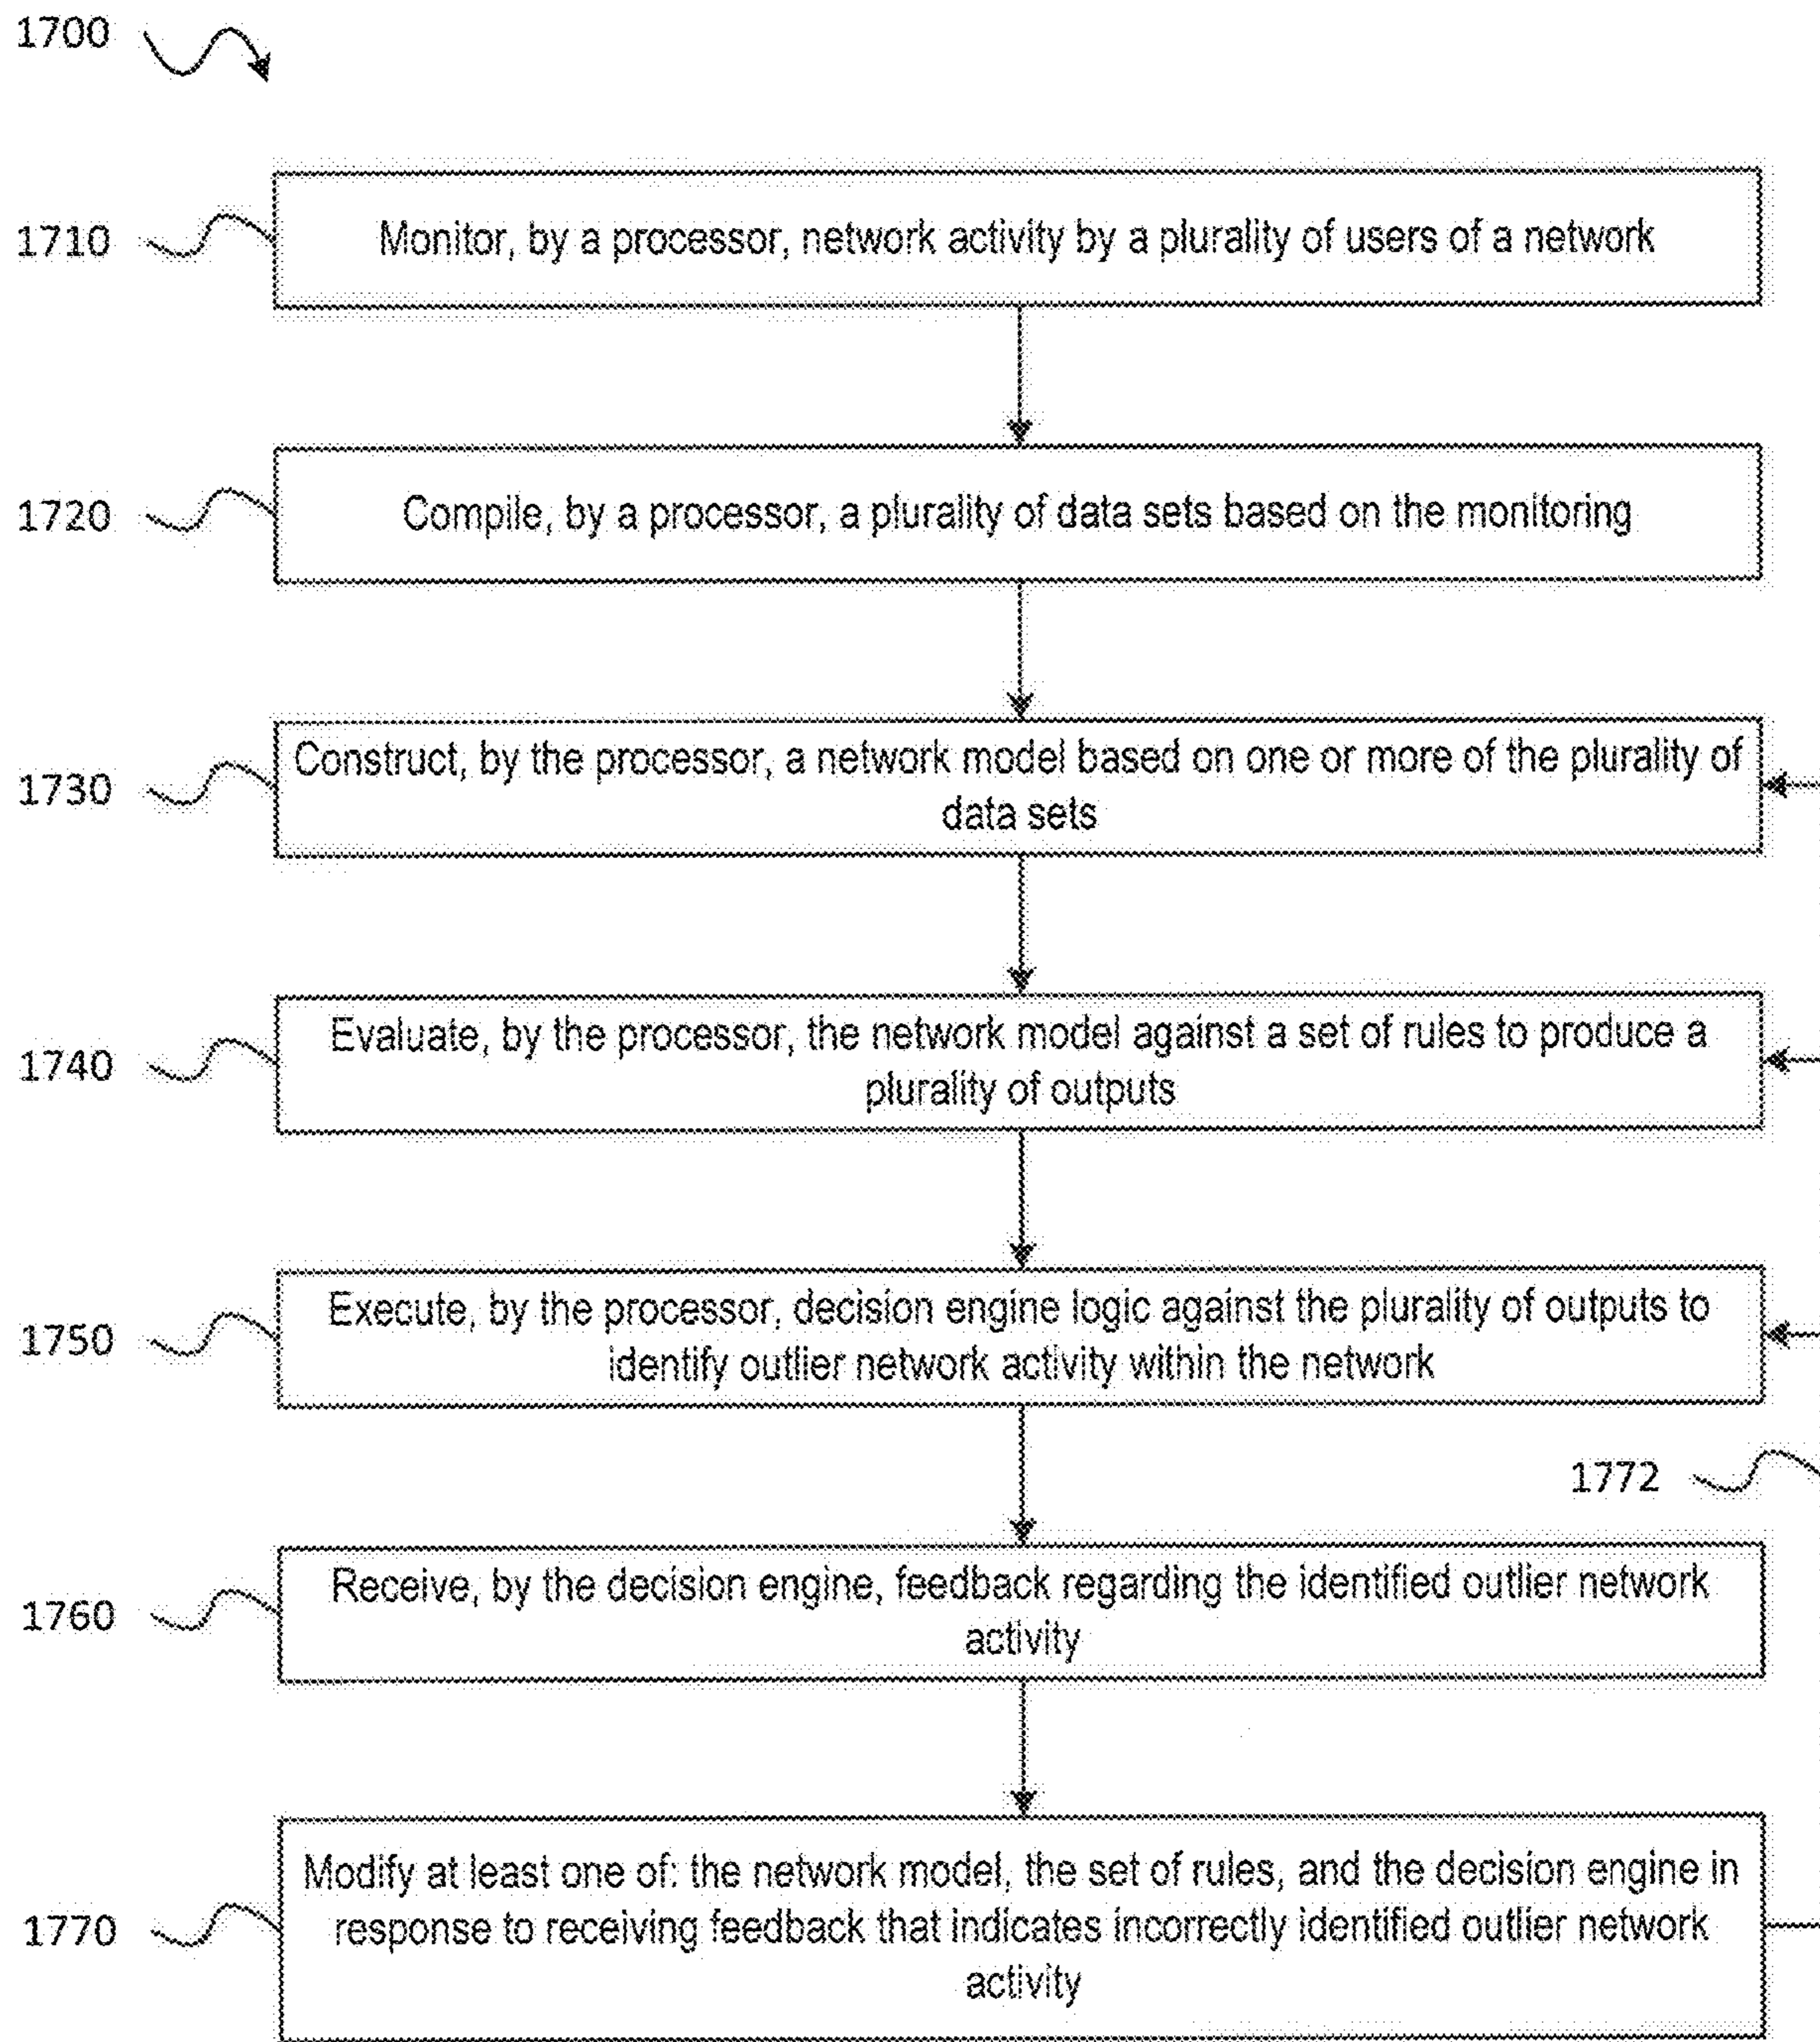 1700
1710
Monitor, by a processor, network activity by a plurality of users of a network
1720
Compile, by a processor, a plurality of data sets based on the monitoring
1730
Construct, by the processor, a network model based on one or more of the plurality of
data sets
1740
Evaluate, by the processor, the network model against a set of rules to produce a
plurality of outputs
1750
Execute, by the processor, decision engine logic against the plurality of outputs to
identify outlier network activity within the network
1772
1760
Receive, by the decision engine, feedback regarding the identified outlier network
activity
1770
Modify at least one of: the network model, the set of rules, and the decision engine in
response to receiving feedback that indicates incorrectly identified outlier network
activity